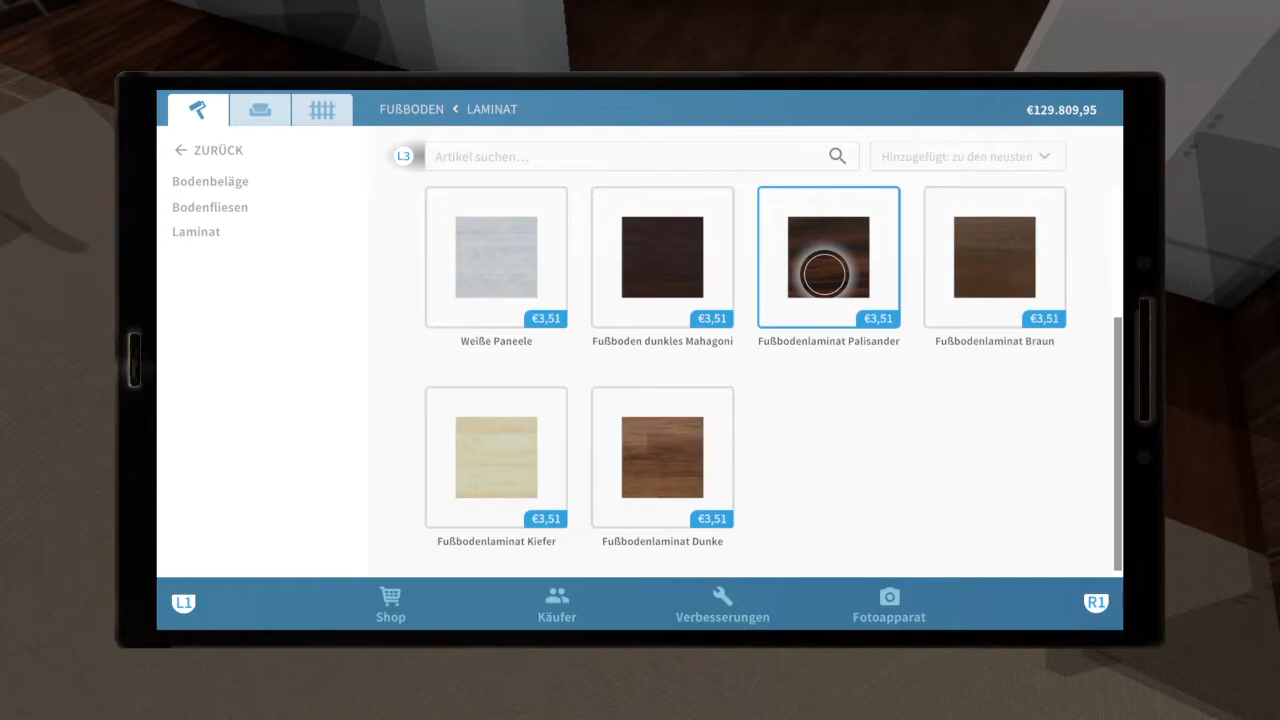 FUßBODEN < LAMINAT
€129.809,95
ZURÜCK
L3
Artikel suchen...
Hinzugefügt: zu den neusten
Bodenbeläge
Bodenfliesen
Laminat
€3,51
€3,51
€3,51
€3,51
Weiße Paneele
Fußboden dunkles Mahagoni
Fußbodenlaminat Palisander
Fußbodenlaminat Braun
€3,51
€3,51
Fußbodenlaminat Kiefer
Fußbodenlaminat Dunke
L1
Shop
Käufer
Verbesserungen
Fotoapparat
R1